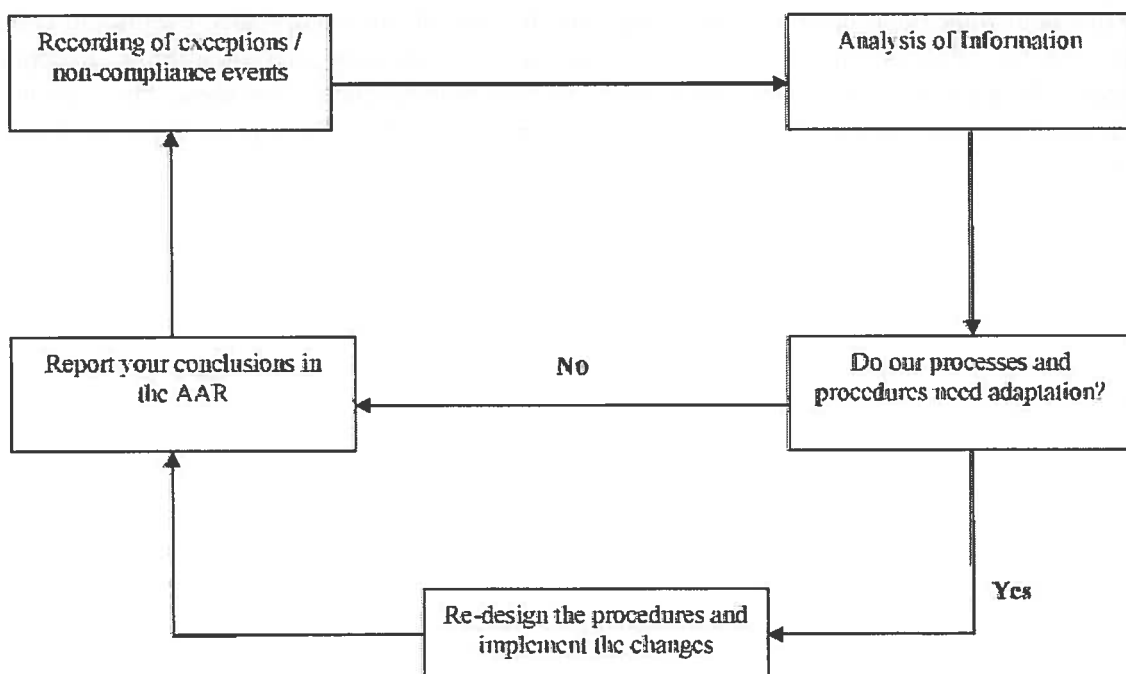 Recording of exceptions /
non-compliance events
Analysis of Information
Report your conclusions in
the AAR
No
Do our processes and
procedures need adaptation?
Yes
Re-design the procedures and
implement the changes